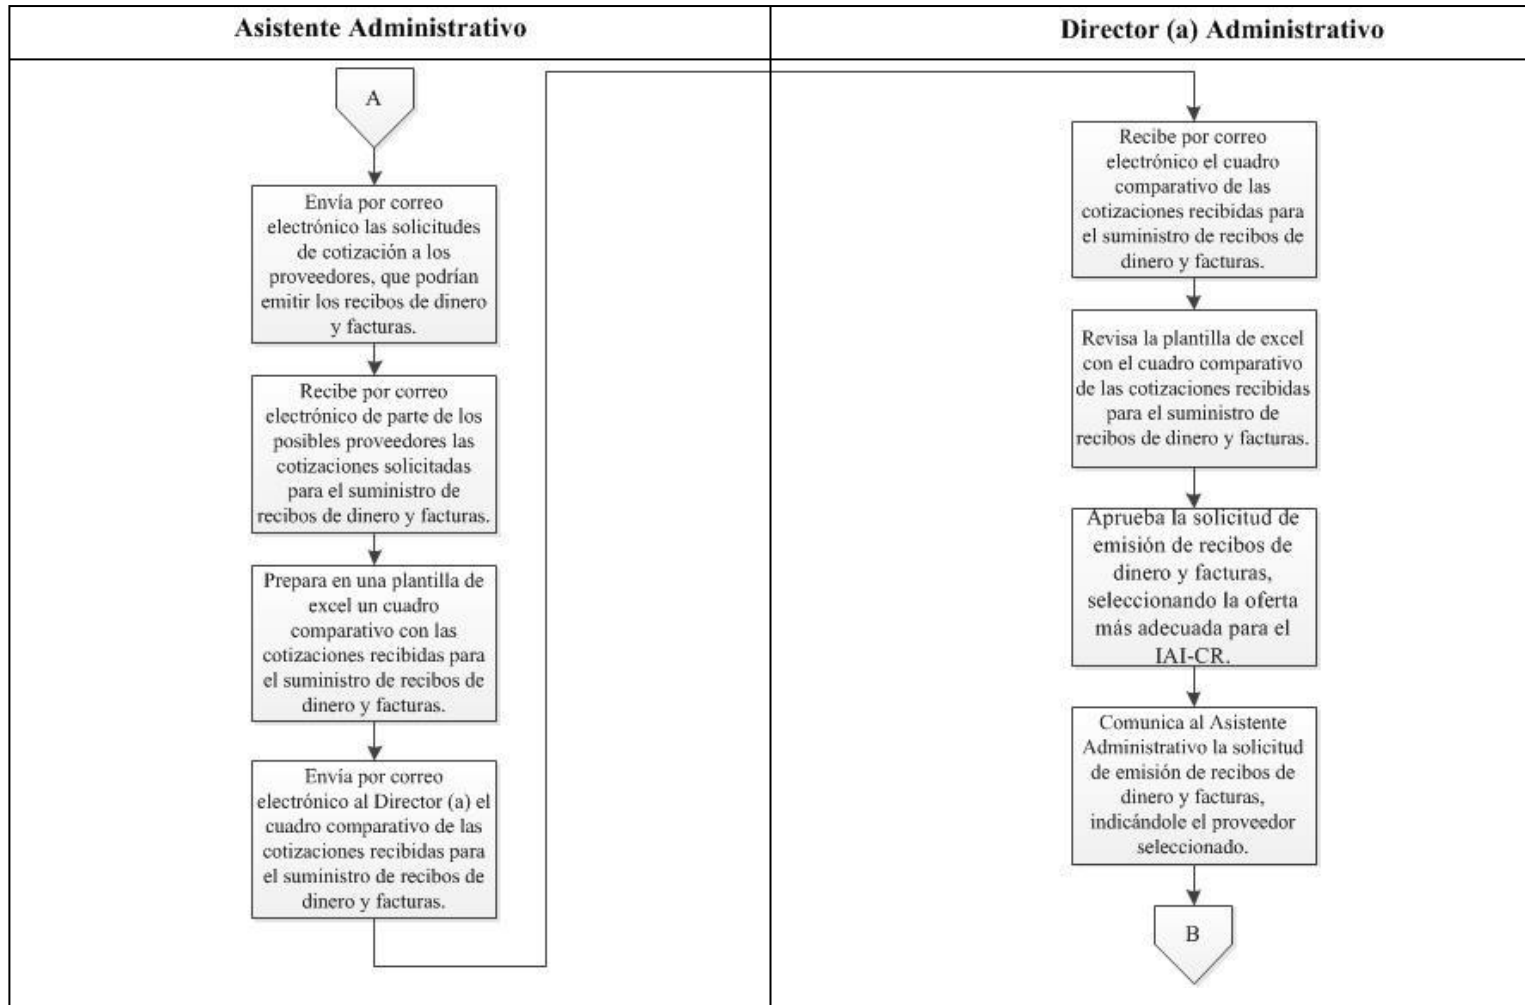 Asistente Administrativo
Director (a) Administrativo
A
Envía por correo
electrónico las solicitudes
de cotización a los
proveedores, que podrían
emitir los recibos de dinero
y facturas.
Recibe por correo
electrónico de parte de los
posibles proveedores las
cotizaciones solicitadas
para el suministro de
recibos de dinero y facturas.
Prepara en una plantilla de
excel un cuadro
comparativo con las
cotizaciones recibidas para
el suministro de recibos de
dinero y facturas.
Envía por correo
electrónico al Director (a) el
cuadro comparativo de las
cotizaciones recibidas para
el suministro de recibos de
dinero y facturas.
Recibe por correo
electrónico el cuadro
comparativo de las
cotizaciones recibidas para
el suministro de recibos de
dinero y facturas.
Revisa la plantilla de excel
con el cuadro comparativo
de las cotizaciones recibidas
para el suministro de
recibos de dinero y facturas.
Aprueba la solicitud de
emisión de recibos de
dinero y facturas,
seleccionando la oferta
más adecuada para el
IAI-CR.
Comunica al Asistente
Administrativo la solicitud
de emisión de recibos de
dinero y facturas,
indicándole el proveedor
seleccionado.
B